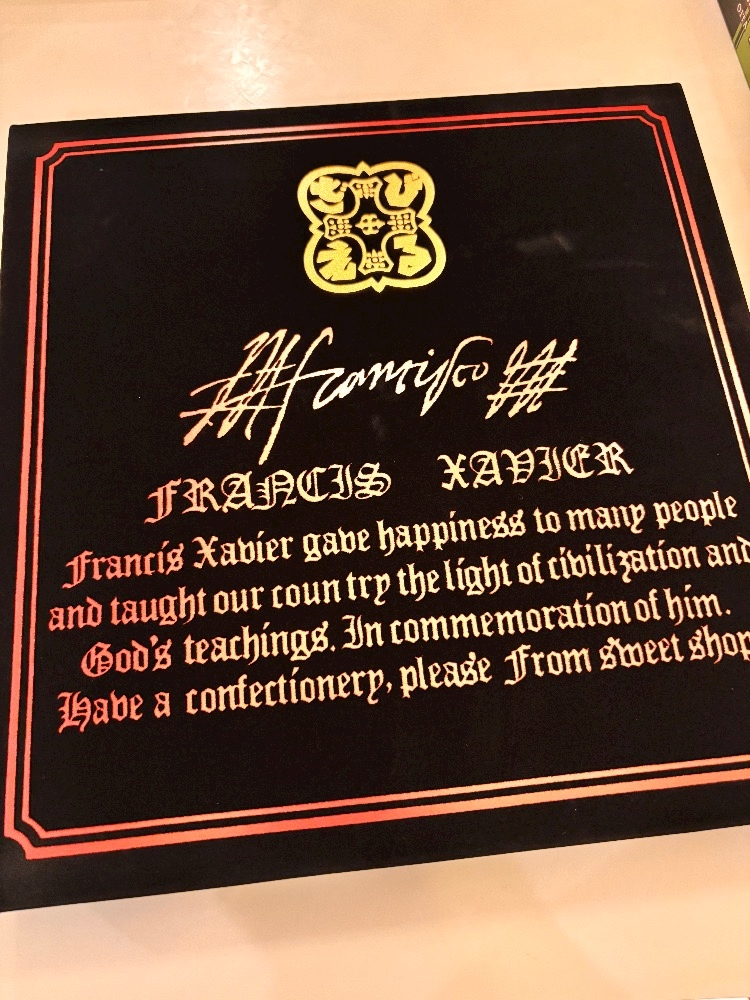 Francisco
FRANCIS XAVIER
Francis Xavier gave happiness to many people
and taught our coun try the light of civilization and
God's teachings. In commemoration of him.
Have a confectionery, please From sweet shop